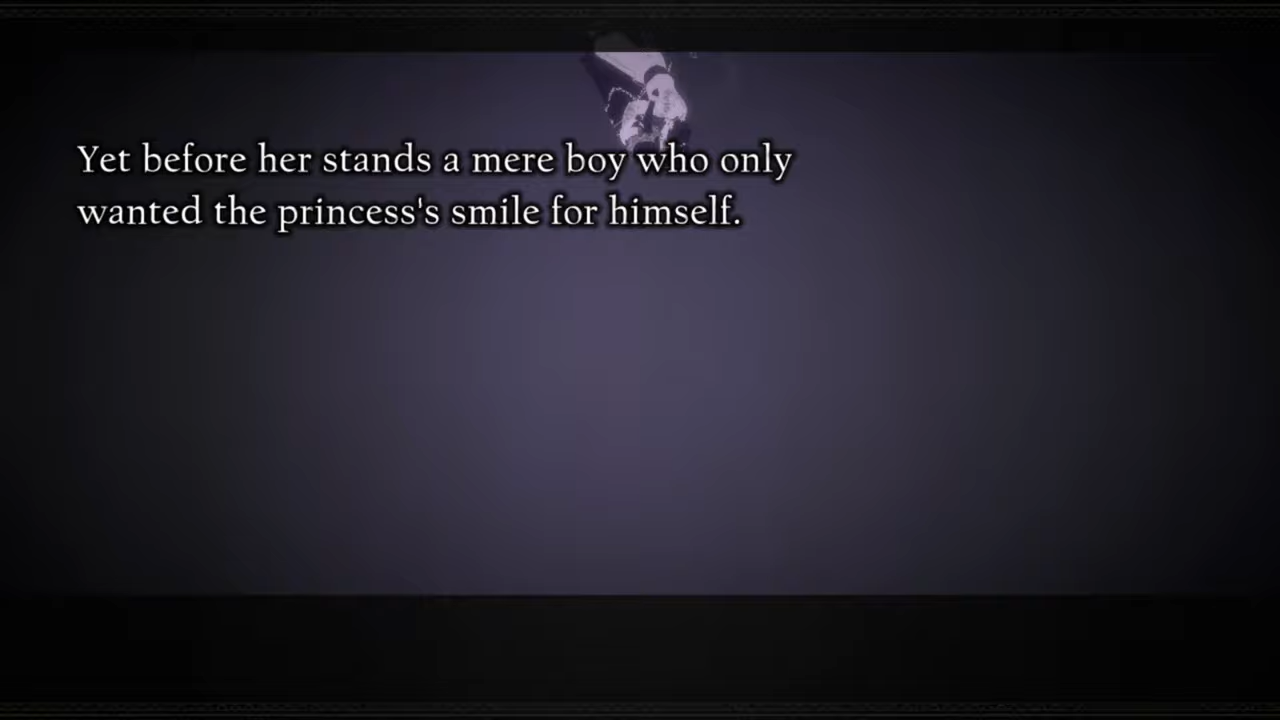 Yet before her stands a mere boy who only
wanted the princess's smile for himself.